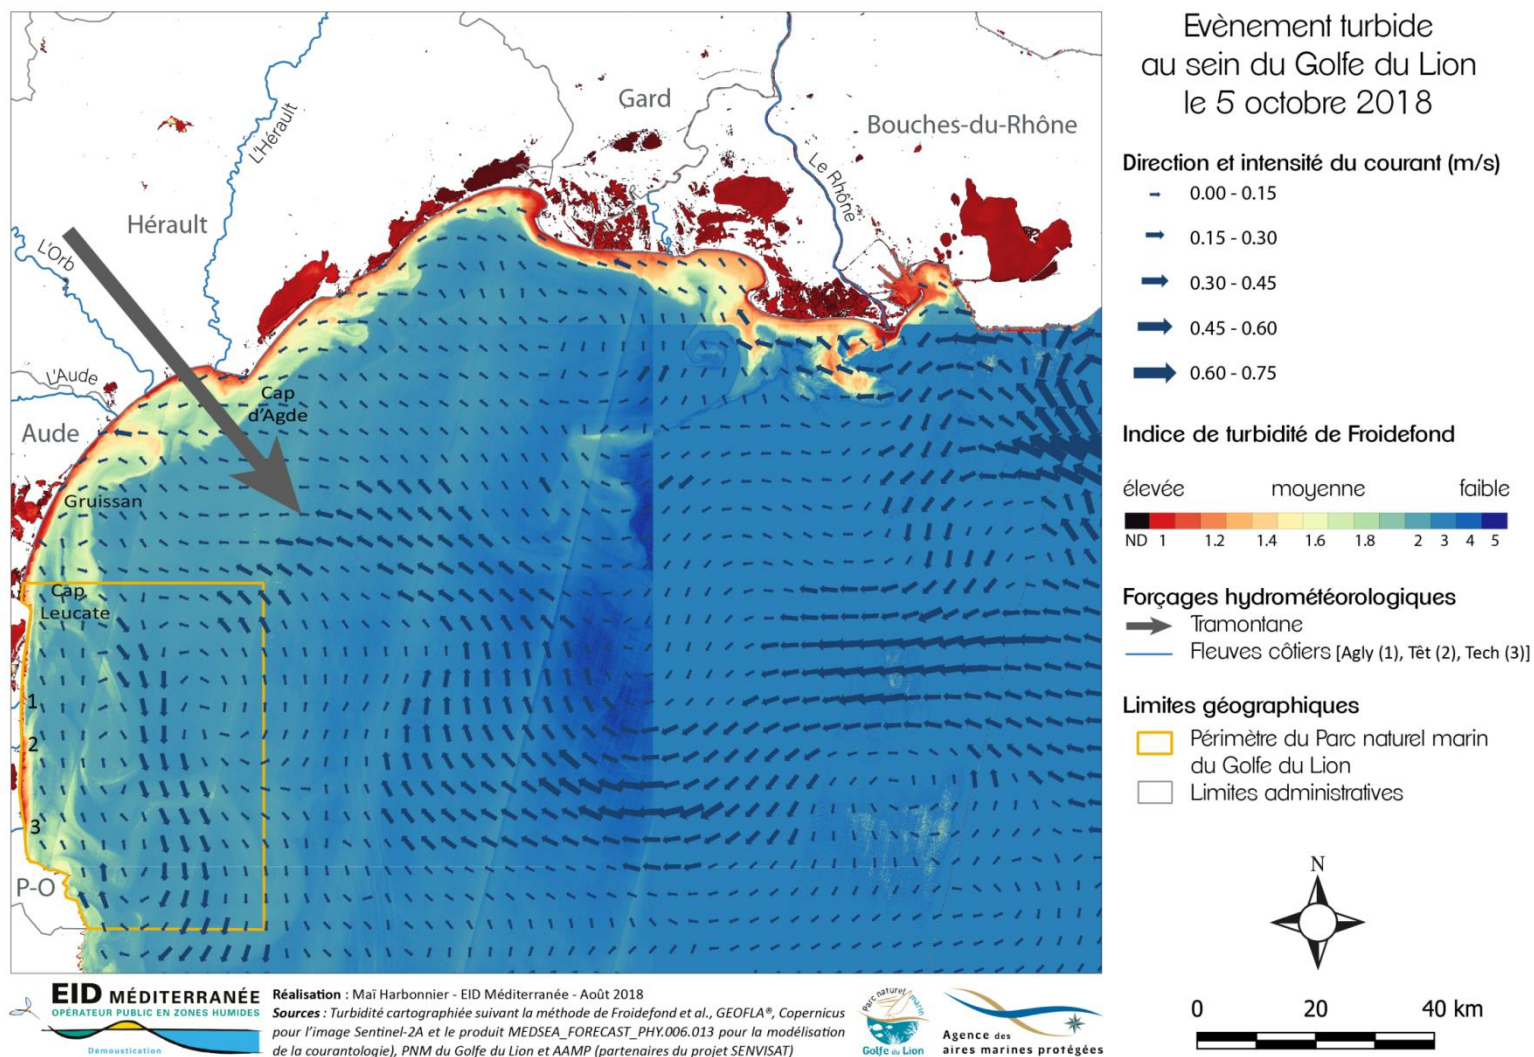 Evènement turbide
au sein du Golfe du Lion
le 5 octobre 2018
Direction et intensité du courant (m/s)
0.00 - 0.15
0.15 - 0.30
0.30 - 0.45
0.45 - 0.60
0.60 - 0.75
Indice de turbidité de Froidefond
élevée moyenne faible
ND 1 1.2 1.4 1.6 1.8 2 3 4 5
Forçages hydrométéorologiques
Tramontane
Fleuves côtiers [Agly (1), Têt (2), Tech (3)]
Limites géographiques
Périmètre du Parc naturel marin
du Golfe du Lion
Limites administratives
N
0 20 40 km
Gard
Bouches-du-Rhône
L'Hérault
Le Rhône
Hérault
L'Orb
L'Aude
Cap
d'Agde
Aude
Gruissan
Cap
Leucate
1
2
3
P-O
EID MÉDITERRANÉE
OPÉRATEUR PUBLIC EN ZONES HUMIDES
Démoustication
Réalisation : Maï Harbonnier - EID Méditerranée - Août 2018
Sources : Turbidité cartographiée suivant la méthode de Froidefond et al., GEOFLA®, Copernicus
pour l'image Sentinel-2A et le produit MEDSEA_FORECAST_PHY.006.013 pour la modélisation
de la courantologie), PNM du Golfe du Lion et AAMP (partenaires du projet SENVISAT)
Parc naturel marin
Golfe du Lion
Agence des
aires marines protégées